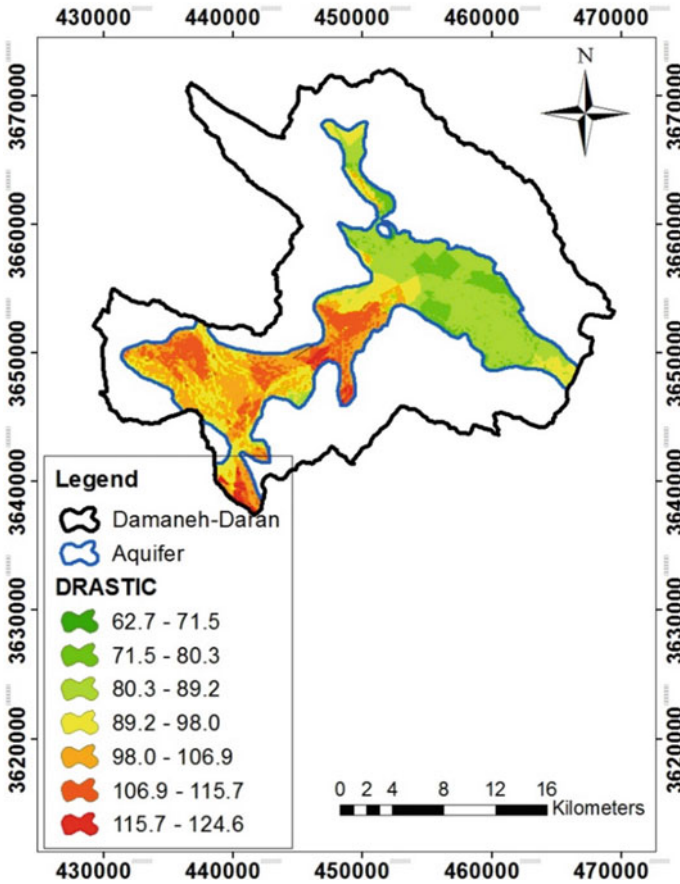 430000 440000 450000 460000 470000
N
3670000 3670000
3660000 3660000
3650000 3650000
3640000 3640000
3630000 3630000
3620000 3620000
Legend
Damaneh-Daran
Aquifer
DRASTIC
62.7 - 71.5
71.5 - 80.3
80.3 - 89.2
89.2 - 98.0
98.0 - 106.9
106.9 - 115.7
115.7 - 124.6
0 2 4 8 12 16
Kilometers
430000 440000 450000 460000 470000